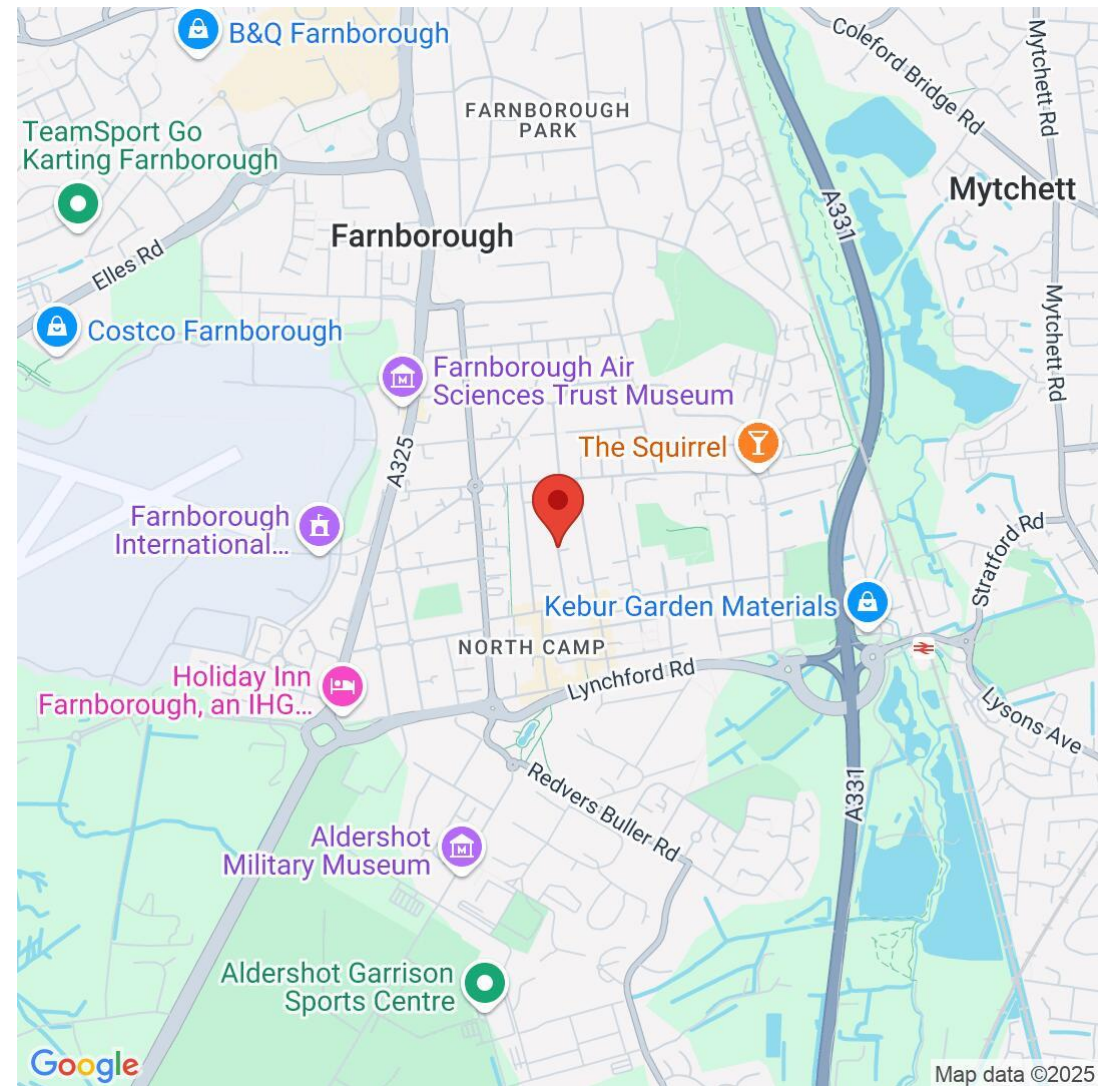 B&Q Farnborough
Coleford Bridge Rd
Mytchett Rd
FARNBOROUGH
PARK
TeamSport Go
Karting Farnborough
Mytchett
A331
Farnborough
Elles Rd
Mytchett Rd
Costco Farnborough
Farnborough Air
Sciences Trust Museum
A325
The Squirrel
Farnborough
International...
Stratford Rd
Kebur Garden Materials
NORTH CAMP
Holiday Inn
Farnborough, an IHG...
Lynchford Rd
Lysons Ave
Redvers Buller Rd
A331
Aldershot
Military Museum
Aldershot Garrison
Sports Centre
Google
Map data ©2025